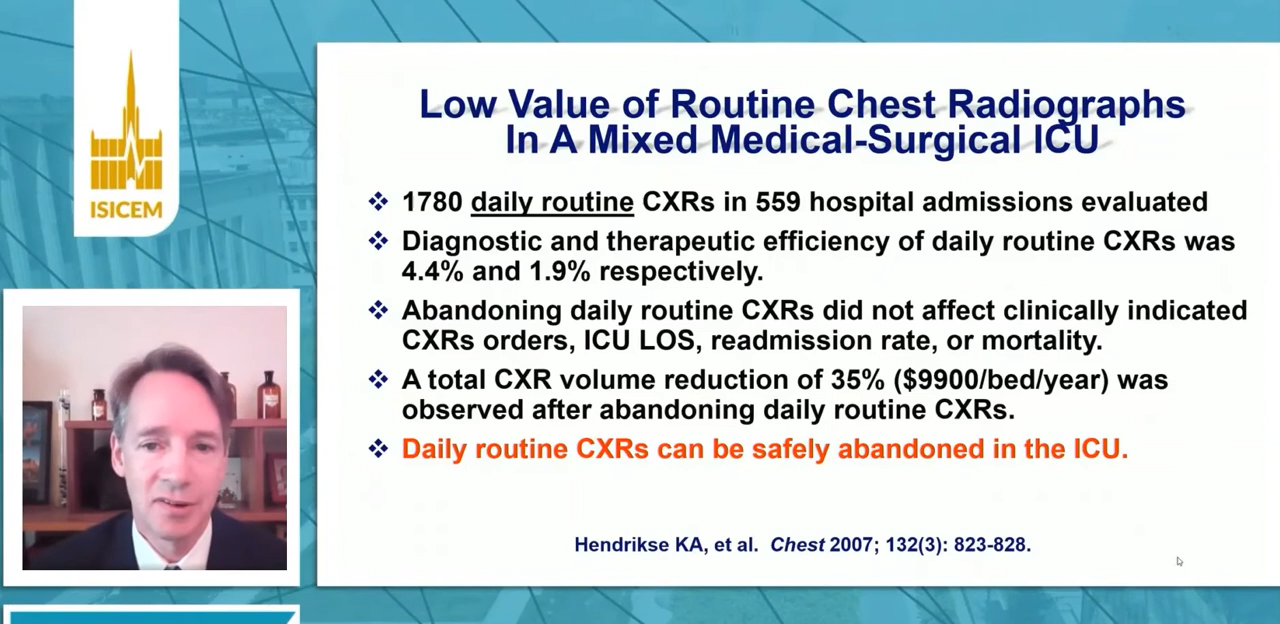 ISICEM
Low Value of Routine Chest Radiographs
In A Mixed Medical-Surgical ICU
❖ 1780 daily routine CXRs in 559 hospital admissions evaluated
❖ Diagnostic and therapeutic efficiency of daily routine CXRs was
4.4% and 1.9% respectively.
❖ Abandoning daily routine CXRs did not affect clinically indicated
CXRs orders, ICU LOS, readmission rate, or mortality.
❖ A total CXR volume reduction of 35% ($9900/bed/year) was
observed after abandoning daily routine CXRs.
❖ Daily routine CXRs can be safely abandoned in the ICU.
Hendrikse KA, et al. Chest 2007; 132(3): 823-828.